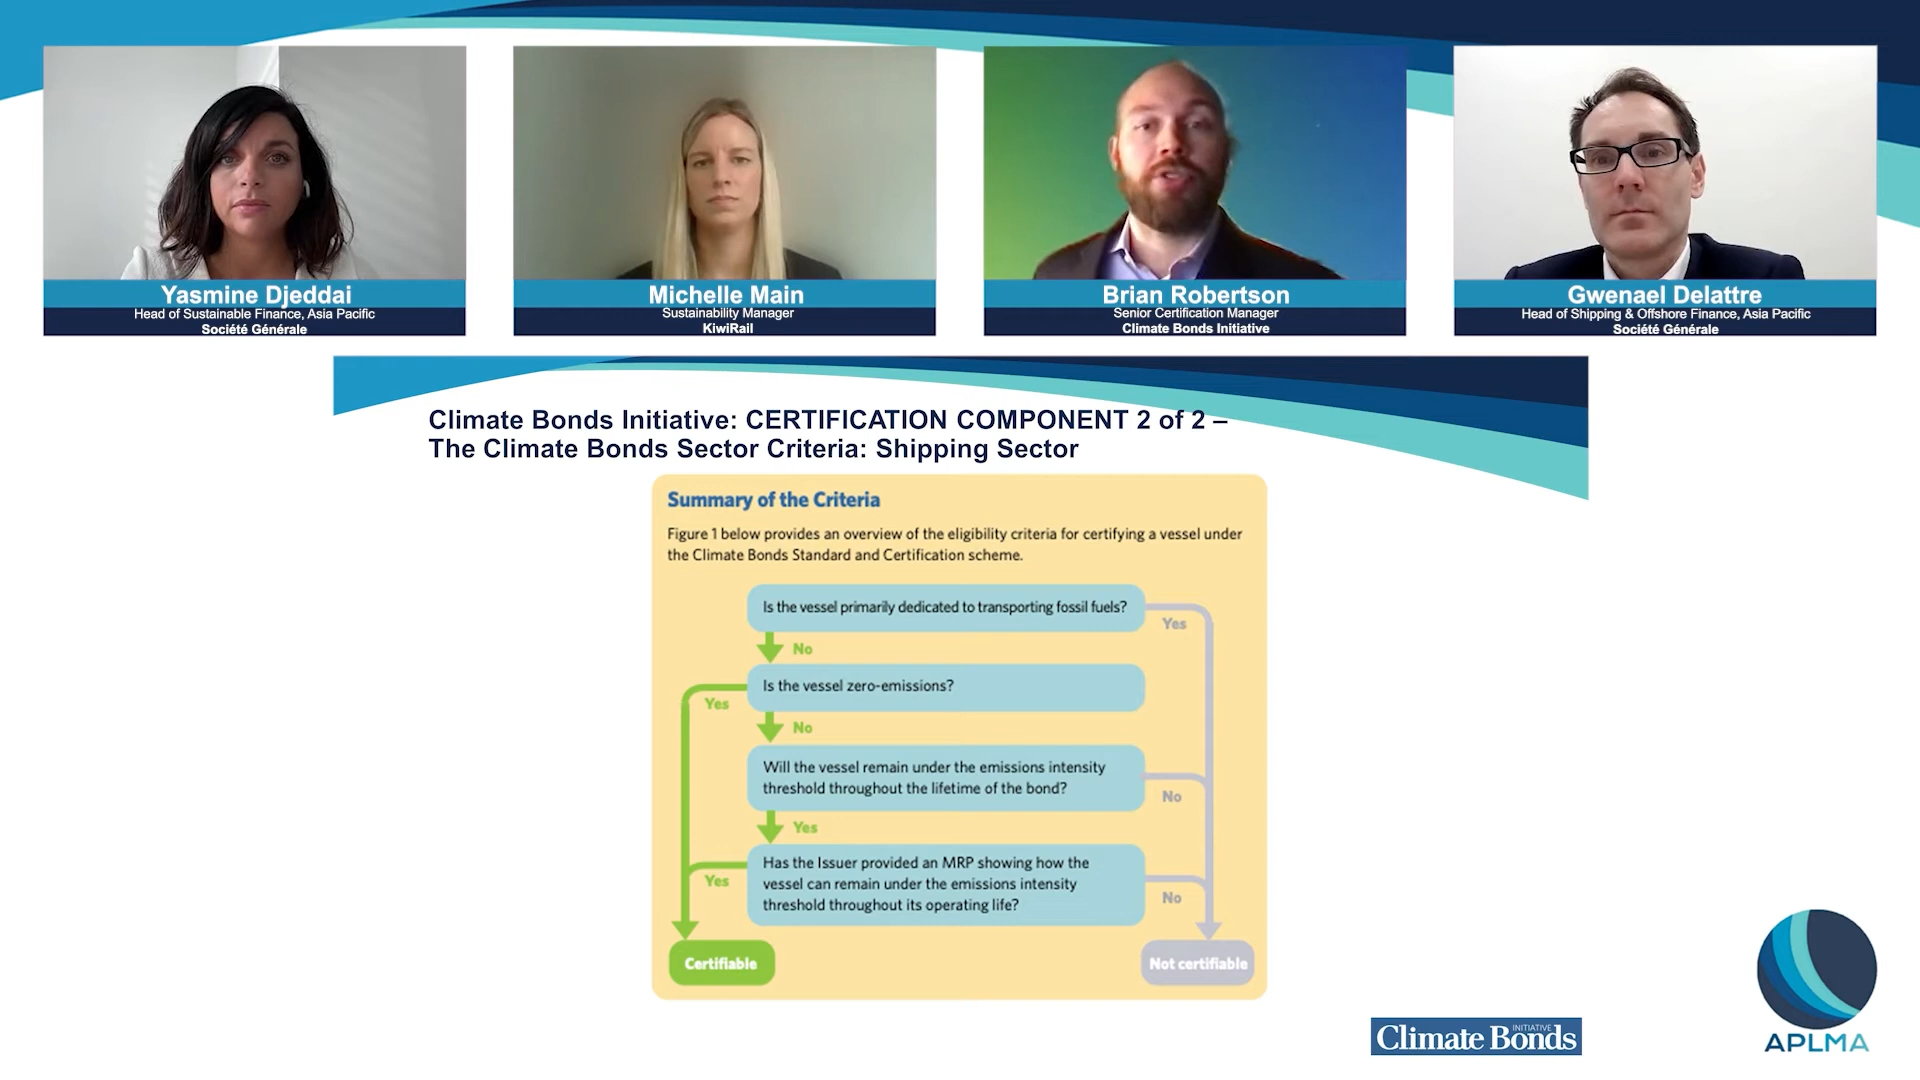 Yasmine Djeddai
Head of Sustainable Finance, Asia Pacific
Société Générale
Michelle Main
Sustainability Manager
KiwiRail
Brian Robertson
Senior Certification Manager
Climate Bonds Initiative
Gwenael Delattre
Head of Shipping & Offshore Finance, Asia Pacific
Société Générale
Climate Bonds Initiative: CERTIFICATION COMPONENT 2 of 2 –
The Climate Bonds Sector Criteria: Shipping Sector
Summary of the Criteria
Figure 1 below provides an overview of the eligibility criteria for certifying a vessel under
the Climate Bonds Standard and Certification scheme.
Is the vessel primarily dedicated to transporting fossil fuels?
Yes
No
Is the vessel zero-emissions?
Yes
No
Will the vessel remain under the emissions intensity
threshold throughout the lifetime of the bond?
No
Yes
Has the Issuer provided an MRP showing how the
vessel can remain under the emissions intensity
threshold throughout its operating life?
Yes
No
Certifiable
Not certifiable
Climate Bonds
INITIATIVE
APLMA